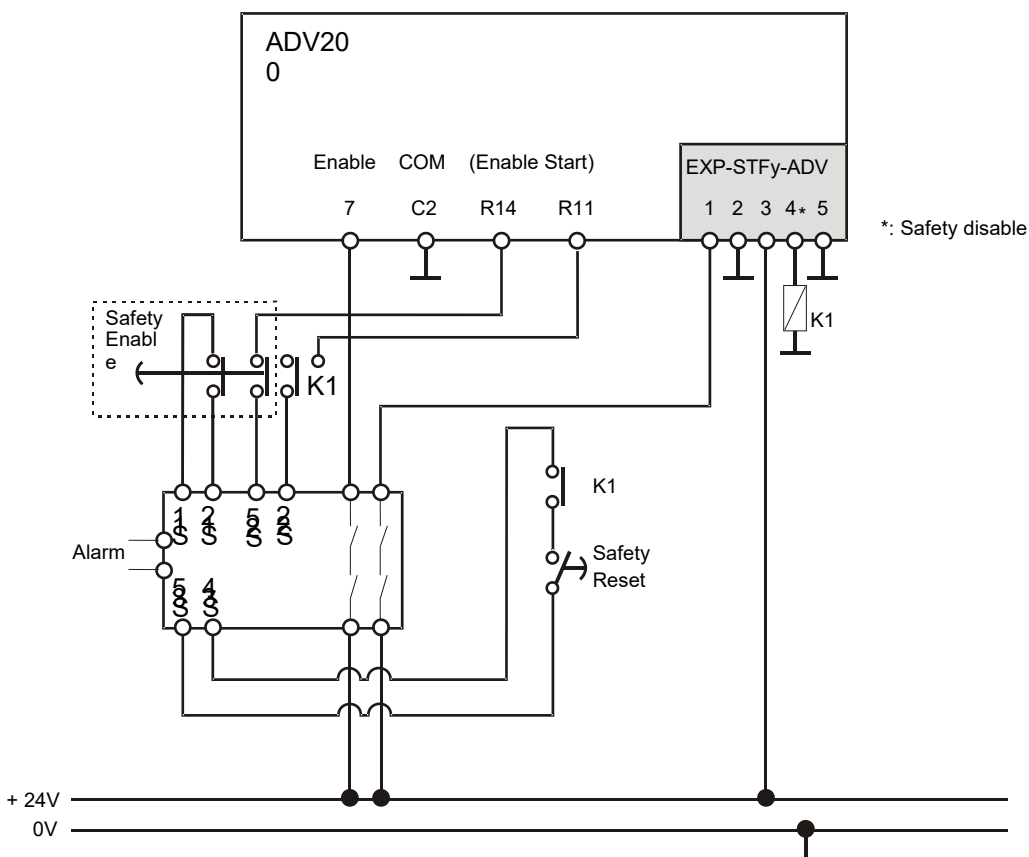 ADV20
0
Enable COM (Enable Start)
EXP-STFy-ADV
7 C2 R14 R11 1 2 3 4* 5
*: Safety disable
K1
Safety
Enabl
e
K1
K1
Alarm
Safety
Reset
+ 24V
0V